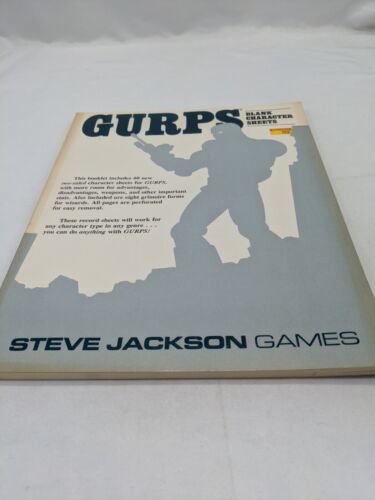 GURPS
BLANK
CHARACTER
SHEETS
This booklet includes 40 new
two-sided character sheets for GURPS,
with more room for advantages,
disadvantages, weapons, and other important
stats. Also included are eight grimoire forms
for wizards. All pages are perforated
for easy removal.
These record sheets will work for
any character type in any genre . . .
you can do anything with GURPS!
STEVE JACKSON GAMES